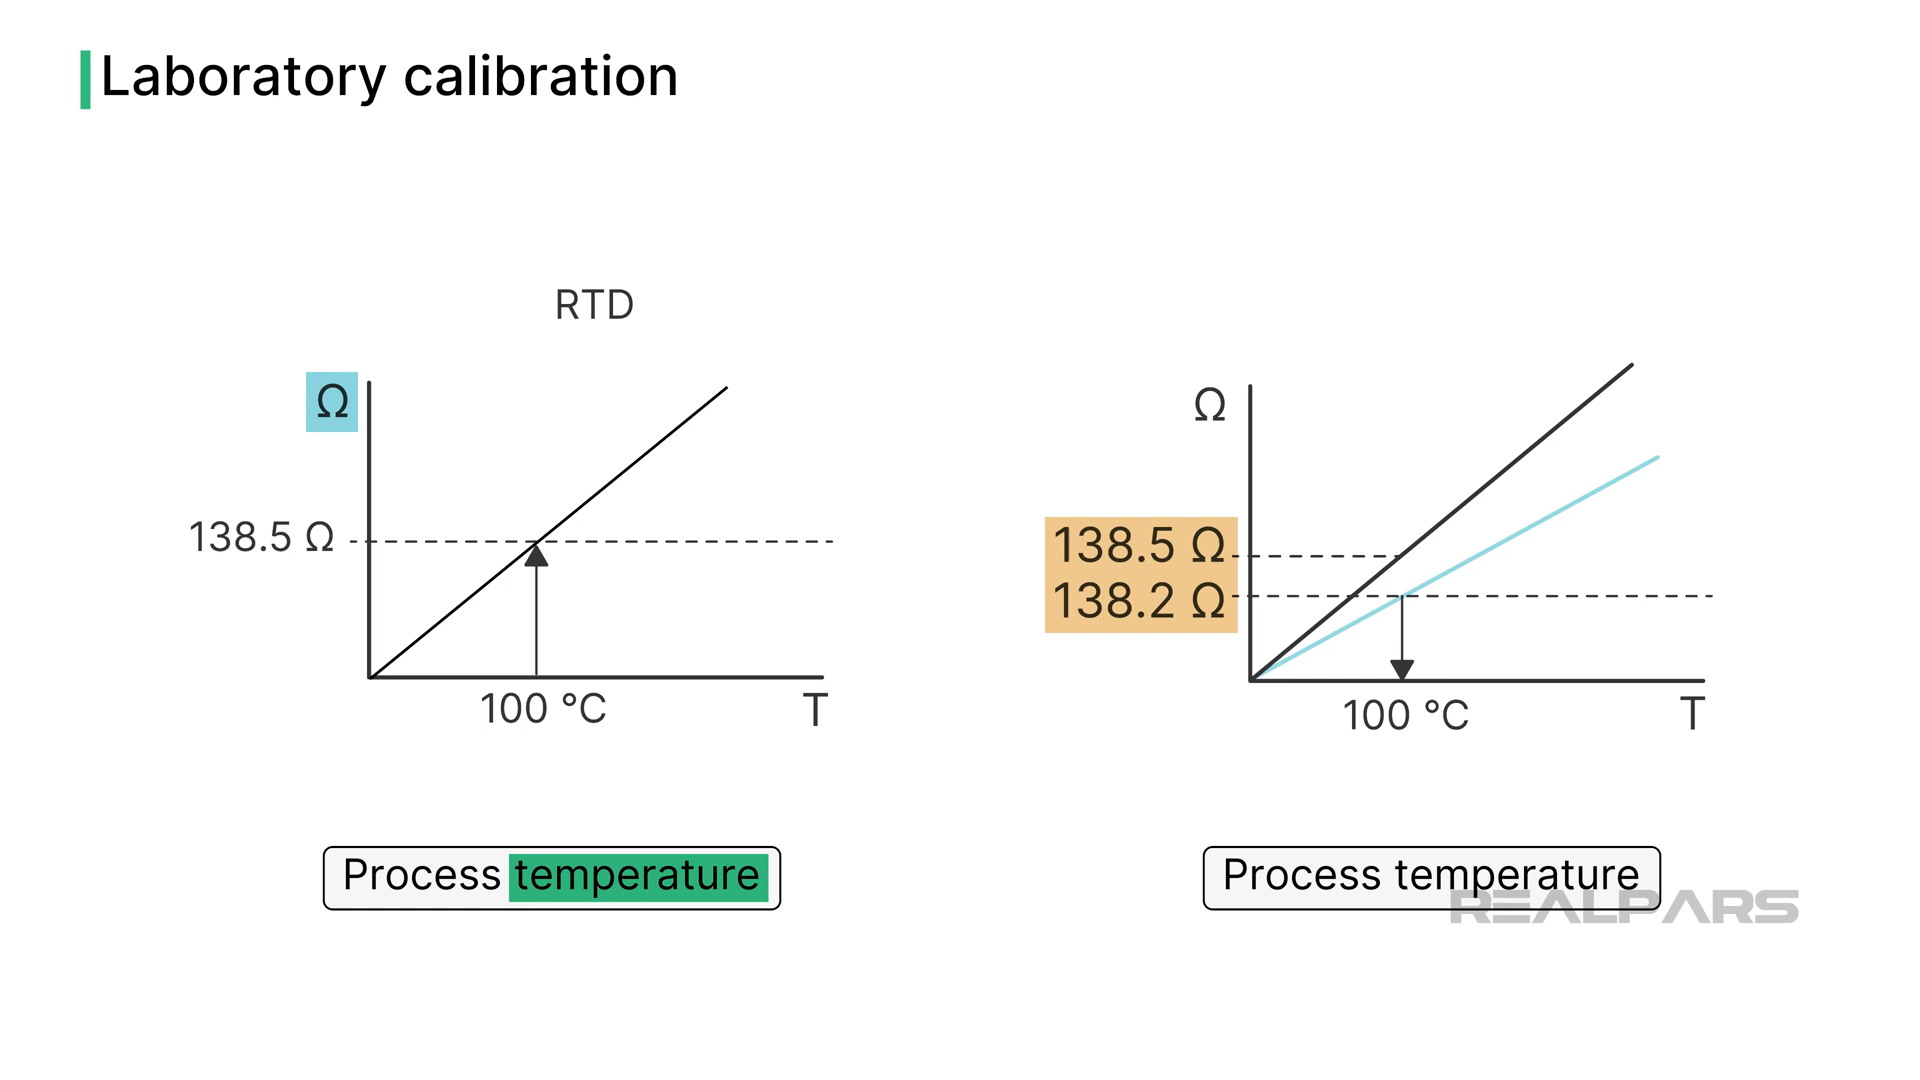 Laboratory calibration
RTD
Ω
138.5 Ω
100 °C
T
Process temperature
Ω
138.5 Ω
138.2 Ω
100 °C
T
Process temperature
REALPARS